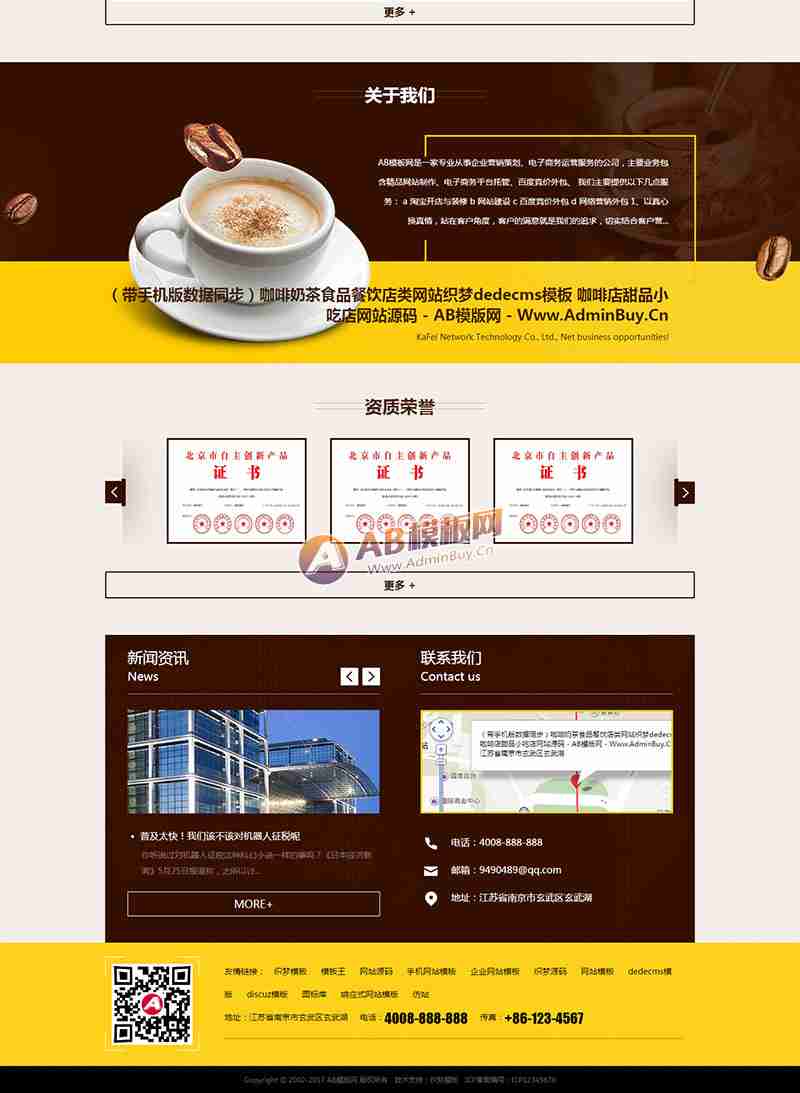 更多 +
关于我们
AB模板网是一家专业从事企业营销策划、电子商务运营服务的公司，主要业务包
含精品网站制作、电子商务平台托管、百度竞价外包、 我们主要提供以下几点服
务： a 淘宝开店与装修 b 网站建设 c 百度竞价外包 d 网络营销外包 1、以真心
换真情，站在客户角度，客户的满意就是我们的追求，切实结合客户营...
（带手机版数据同步）咖啡奶茶食品餐饮店类网站织梦dedecms模板 咖啡店甜品小
吃店网站源码 - AB模版网 - Www.AdminBuy.Cn
KaFei Network Technology Co., Ltd., Net business opportunities!
资质荣誉
北京市自主创新产品
证 书
北京市自主创新产品
证 书
北京市自主创新产品
证 书
AB模板网
www.AdminBuy.Cn
更多 +
新闻资讯
News
普及太快！我们该不该对机器人征税呢
你听说过对机器人征税这种科幻小说一样的事吗？《日本经济新
闻》5月25日报道称，之所以让...
MORE+
联系我们
Contact us
（带手机版数据同步）咖啡奶茶食品餐饮店类网站织梦dedec
咖啡店甜品小吃店网站源码 - AB模版网 - Www.AdminBuy.C
江苏省南京市玄武区玄武湖
电话：4008-888-888
邮箱：9490489@qq.com
地址：江苏省南京市玄武区玄武湖
友情链接： 织梦模板 模板王 网站源码 手机网站模板 企业网站模板 织梦源码 网站模板 dedecms模
板 discuz模板 图标库 响应式网站模板 仿站
地址：江苏省南京市玄武区玄武湖 电话：4008-888-888 传真：+86-123-4567
Copyright © 2002-2017 AB模板网 版权所有 技术支持：织梦模板 ICP备案编号：ICP12345678